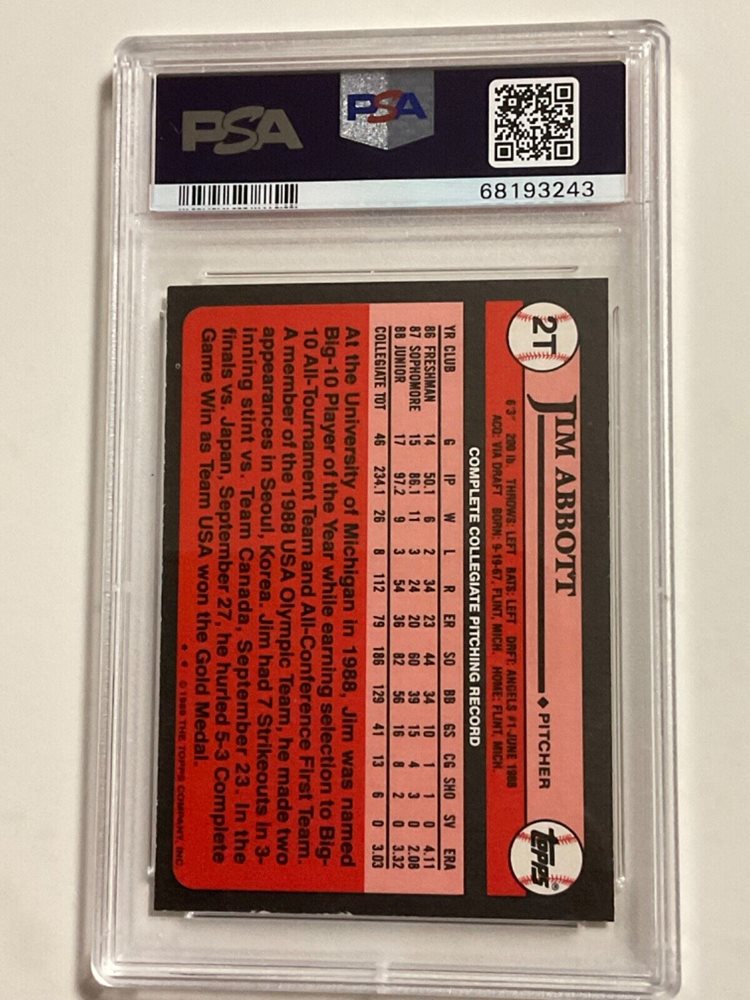 PSA
PSA
68193243
2T
JIM ABBOTT
♦ PITCHER
topps®
6'3" 200 lb. THROWS: LEFT BATS: LEFT DRFT: ANGELS #1-JUNE 1988
ACQ: VIA DRAFT BORN: 9-19-67, FLINT, MICH. HOME: FLINT, MICH.
COMPLETE COLLEGIATE PITCHING RECORD
YR CLUB G IP W L R ER SO BB GS CG SHO SV ERA
86 FRESHMAN 14 50.1 6 2 34 23 44 34 10 1 1 0 4.11
87 SOPHOMORE 15 86.1 11 3 24 20 60 39 15 4 3 0 2.08
88 JUNIOR 17 97.2 9 3 54 36 82 56 16 8 2 0 3.32
COLLEGIATE TOT 46 234.1 26 8 112 79 186 129 41 13 6 0 3.03
At the University of Michigan in 1988, Jim was named
Big-10 Player of the Year while earning selection to Big-
10 All-Tournament Team and All-Conference First Team.
A member of the 1988 USA Olympic Team, he made two
appearances in Seoul, Korea. Jim had 7 Strikeouts in 3-
inning stint vs. Team Canada, September 23. In the
finals vs. Japan, September 27, he hurled 5-3 Complete
Game Win as Team USA won the Gold Medal.
* * © 1989 THE TOPPS COMPANY, INC.